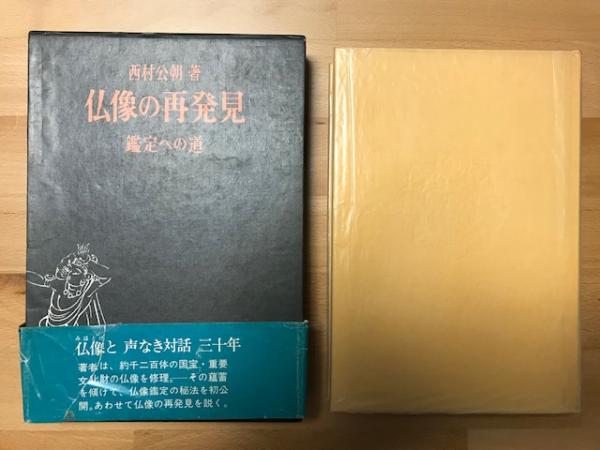 西村公朝 著
仏像の再発見
鑑定への道
みほとけ
仏像と 声なき対話 三十年
著者は、約千二百体の国宝・重要
文化財の仏像を修理。――その蘊蓄
を傾けて、仏像鑑定の秘法を初公
開。あわせて仏像の再発見を説く。